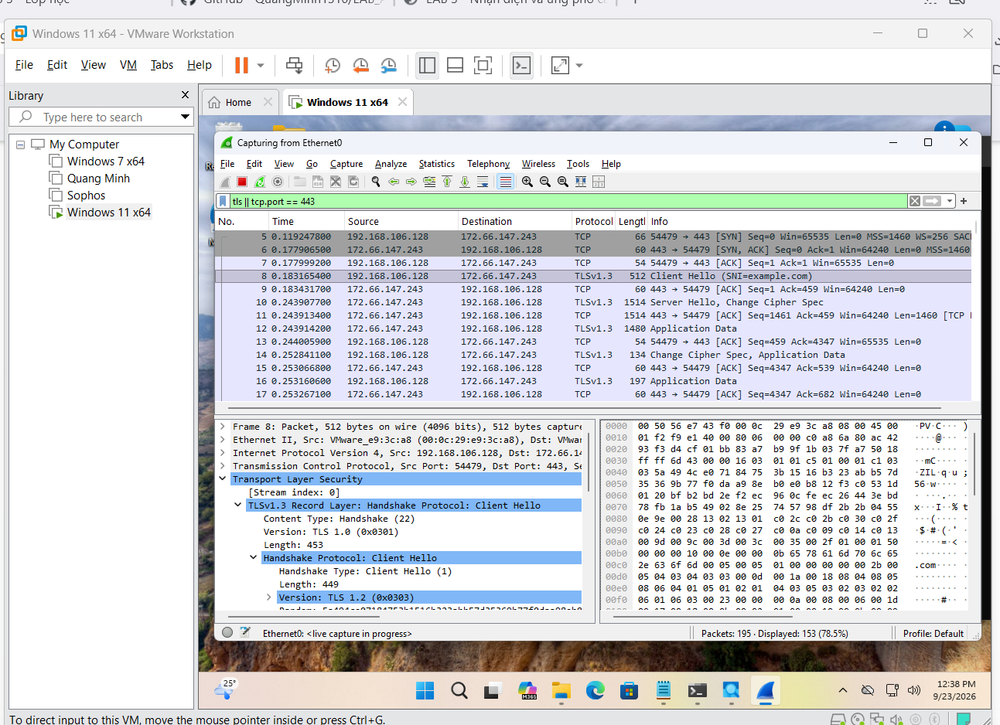 Windows 11 x64 - VMware Workstation
File Edit View VM Tabs Help
Library
Type here to search
My Computer
Windows 7 x64
Quang Minh
Sophos
Windows 11 x64
Home
Windows 11 x64
Capturing from Ethernet0
File Edit View Go Capture Analyze Statistics Telephony Wireless Tools Help
tls || tcp.port == 443
No. Time Source Destination Protocol Lengtl Info
5 0.119247800 192.168.106.128 172.66.147.243 TCP 66 54479 → 443 [SYN] Seq=0 Win=65535 Len=0 MSS=1460 WS=256 SACK
6 0.177906500 172.66.147.243 192.168.106.128 TCP 60 443 → 54479 [SYN, ACK] Seq=0 Ack=1 Win=64240 Len=0 MSS=1460
7 0.177999200 192.168.106.128 172.66.147.243 TCP 54 54479 → 443 [ACK] Seq=1 Ack=1 Win=65535 Len=0
8 0.183165400 192.168.106.128 172.66.147.243 TLSv1.3 512 Client Hello (SNI=example.com)
9 0.183431700 172.66.147.243 192.168.106.128 TCP 60 443 → 54479 [ACK] Seq=1 Ack=459 Win=64240 Len=0
10 0.243907700 172.66.147.243 192.168.106.128 TLSv1.3 1514 Server Hello, Change Cipher Spec
11 0.243913400 172.66.147.243 192.168.106.128 TCP 1514 443 → 54479 [ACK] Seq=1461 Ack=459 Win=64240 Len=1460 [TCP
12 0.243914200 172.66.147.243 192.168.106.128 TLSv1.3 1480 Application Data
13 0.244005900 192.168.106.128 172.66.147.243 TCP 54 54479 → 443 [ACK] Seq=459 Ack=4347 Win=65535 Len=0
14 0.252841100 192.168.106.128 172.66.147.243 TLSv1.3 134 Change Cipher Spec, Application Data
15 0.253066800 172.66.147.243 192.168.106.128 TCP 60 443 → 54479 [ACK] Seq=4347 Ack=539 Win=64240 Len=0
16 0.253160600 192.168.106.128 172.66.147.243 TLSv1.3 197 Application Data
17 0.253267100 172.66.147.243 192.168.106.128 TCP 60 443 → 54479 [ACK] Seq=4347 Ack=682 Win=64240 Len=0
Frame 8: Packet, 512 bytes on wire (4096 bits), 512 bytes capture
Ethernet II, Src: VMware_e9:3c:a8 (00:0c:29:e9:3c:a8), Dst: VMwar
Internet Protocol Version 4, Src: 192.168.106.128, Dst: 172.66.14
Transmission Control Protocol, Src Port: 54479, Dst Port: 443, Se
Transport Layer Security
[Stream index: 0]
TLSv1.3 Record Layer: Handshake Protocol: Client Hello
Content Type: Handshake (22)
Version: TLS 1.0 (0x0301)
Length: 453
Handshake Protocol: Client Hello
Handshake Type: Client Hello (1)
Length: 449
Version: TLS 1.2 (0x0303)
0000 00 50 56 e7 43 f0 00 0c 29 e9 3c a8 08 00 45 00 ·PV·C··· )
0010 01 f2 f9 e1 40 00 80 06 00 00 c0 a8 6a 80 ac 42 ····@···
0020 93 f3 d4 cf 01 bb 83 a7 b9 9f 1b 03 7f a7 50 18 ········
0030 ff ff 6d 43 00 00 16 03 01 01 c5 01 00 01 c1 03 ··mC····
0040 03 5a 49 4c e0 71 84 75 3b 15 16 b3 23 ab b5 7d ·ZIL·q·u ;
0050 35 36 9b 77 f0 da a9 8e b0 e0 b8 12 f3 c0 53 1d 56·w····
0060 01 20 bf b2 bd 2e f2 ec 96 0c fe ec 26 44 3e bd · ···.··
0070 78 fb 1a b5 49 02 8e 25 74 57 98 df 2b 2b 04 55 x···I··% t
0080 0e 9e 00 28 13 02 13 01 c0 2c c0 2b c0 30 c0 2f ···(····
0090 c0 24 c0 23 c0 28 c0 27 c0 0a c0 09 c0 14 c0 13 ·$·#·(·'
00a0 00 9d 00 9c 00 3d 00 3c 00 35 00 2f 01 00 01 50 ·····=·<
00b0 00 00 00 10 00 0e 00 00 0b 65 78 61 6d 70 6c 65 ········
00c0 2e 63 6f 6d 00 05 00 05 01 00 00 00 00 00 2b 00 .com····
00d0 05 04 03 04 03 03 00 0d 00 1a 00 18 08 04 08 05 ········
00e0 08 06 04 01 05 01 02 01 04 03 05 03 02 03 02 02 ········
00f0 06 01 06 03 00 23 00 00 00 0a 00 08 00 06 00 1d ·····#··
Ethernet0: <live capture in progress>
Packets: 195 · Displayed: 153 (78.5%)
Profile: Default
25°
M365
12:38 PM
9/23/2026
To direct input to this VM, move the mouse pointer inside or press Ctrl+G.